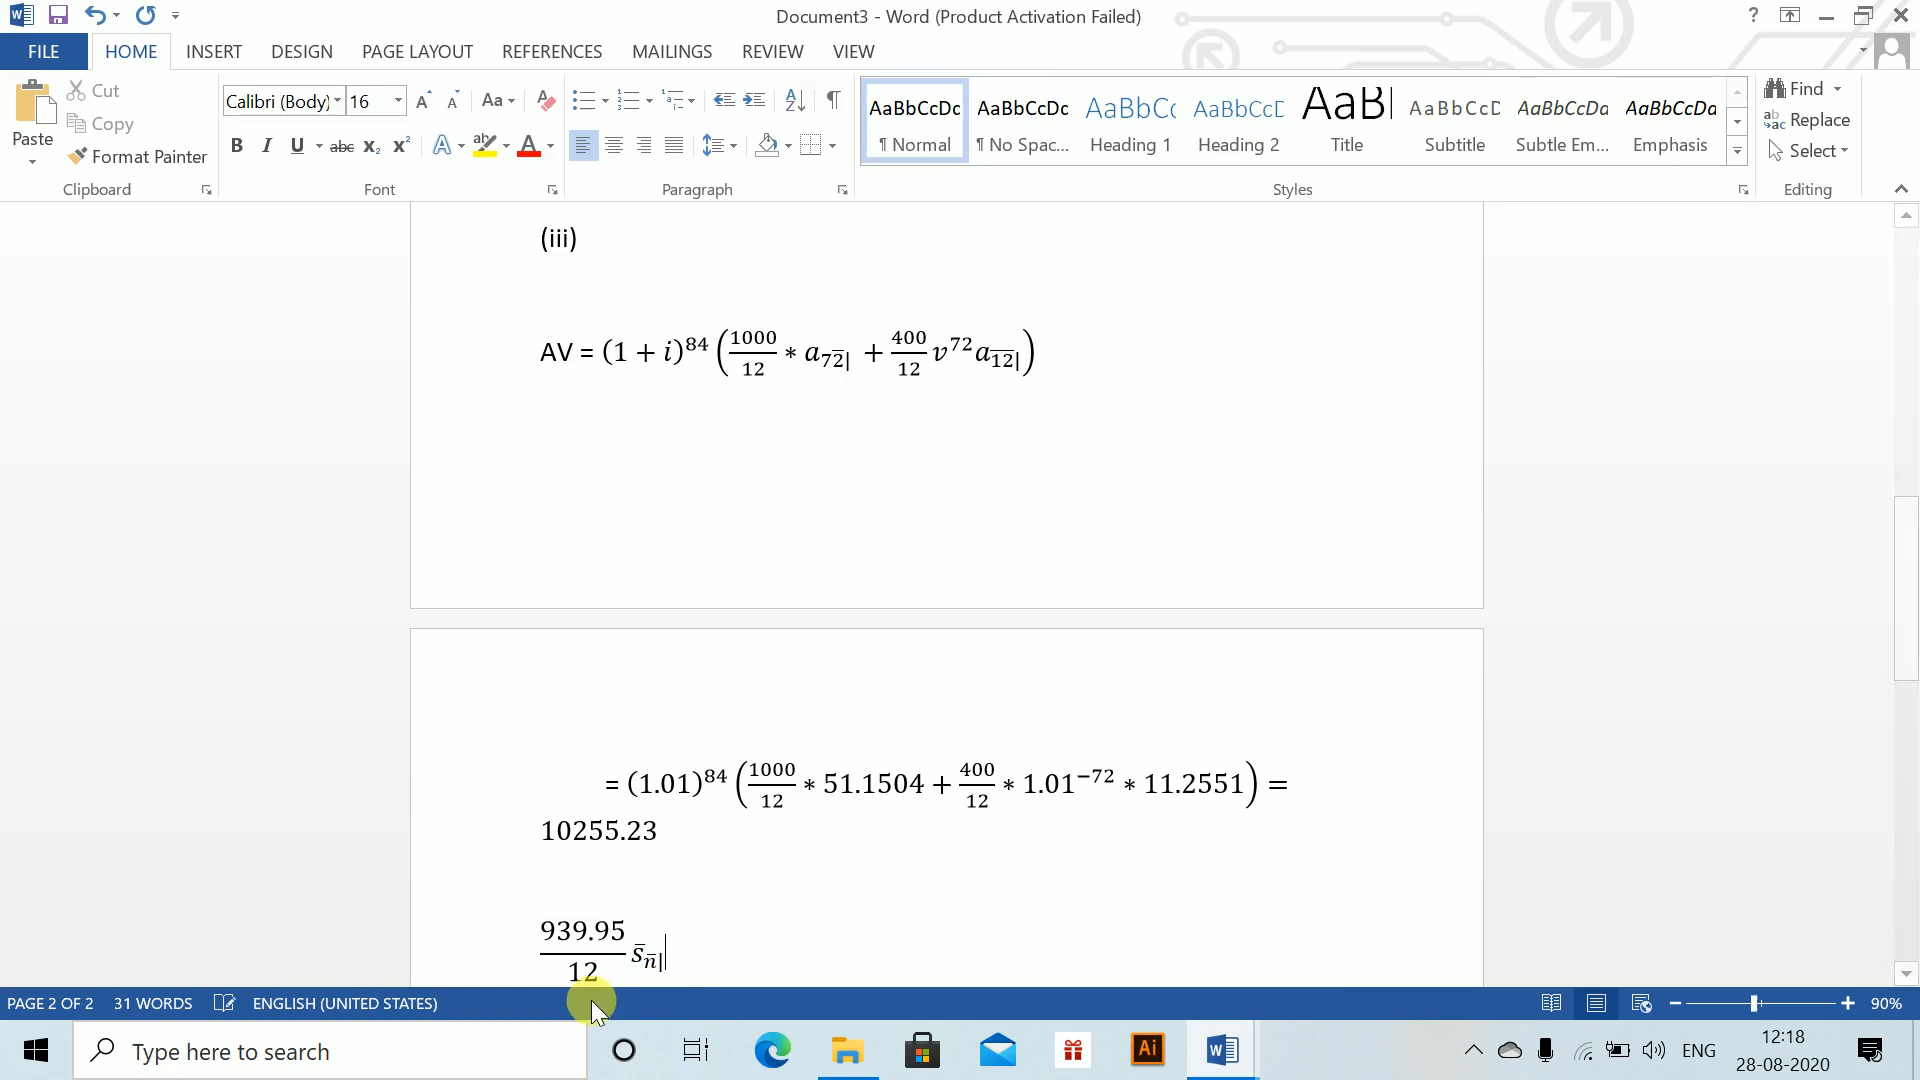 Document3 - Word (Product Activation Failed)
FILE HOME INSERT DESIGN PAGE LAYOUT REFERENCES MAILINGS REVIEW VIEW
Paste
Cut
Copy
Format Painter
Clipboard
Calibri (Body) 16
Font
Paragraph
AaBbCcDc AaBbCcDc AaBbCc AaBbCcD AaBl AaBbCcD AaBbCcDa AaBbCcDa
¶ Normal ¶ No Spac... Heading 1 Heading 2 Title Subtitle Subtle Em... Emphasis
Styles
Find
Replace
Select
Editing
(iii)
AV = (1 + i)^84 (1000/12 * a_72̅| + 400/12 v^72 a_1̅2̅|)
= (1.01)^84 (1000/12 * 51.1504 + 400/12 * 1.01^−72 * 11.2551) =
10255.23
939.95/12 s̅_n̅|
PAGE 2 OF 2 31 WORDS ENGLISH (UNITED STATES) 90%
Type here to search
Ai
ENG
12:18
28-08-2020